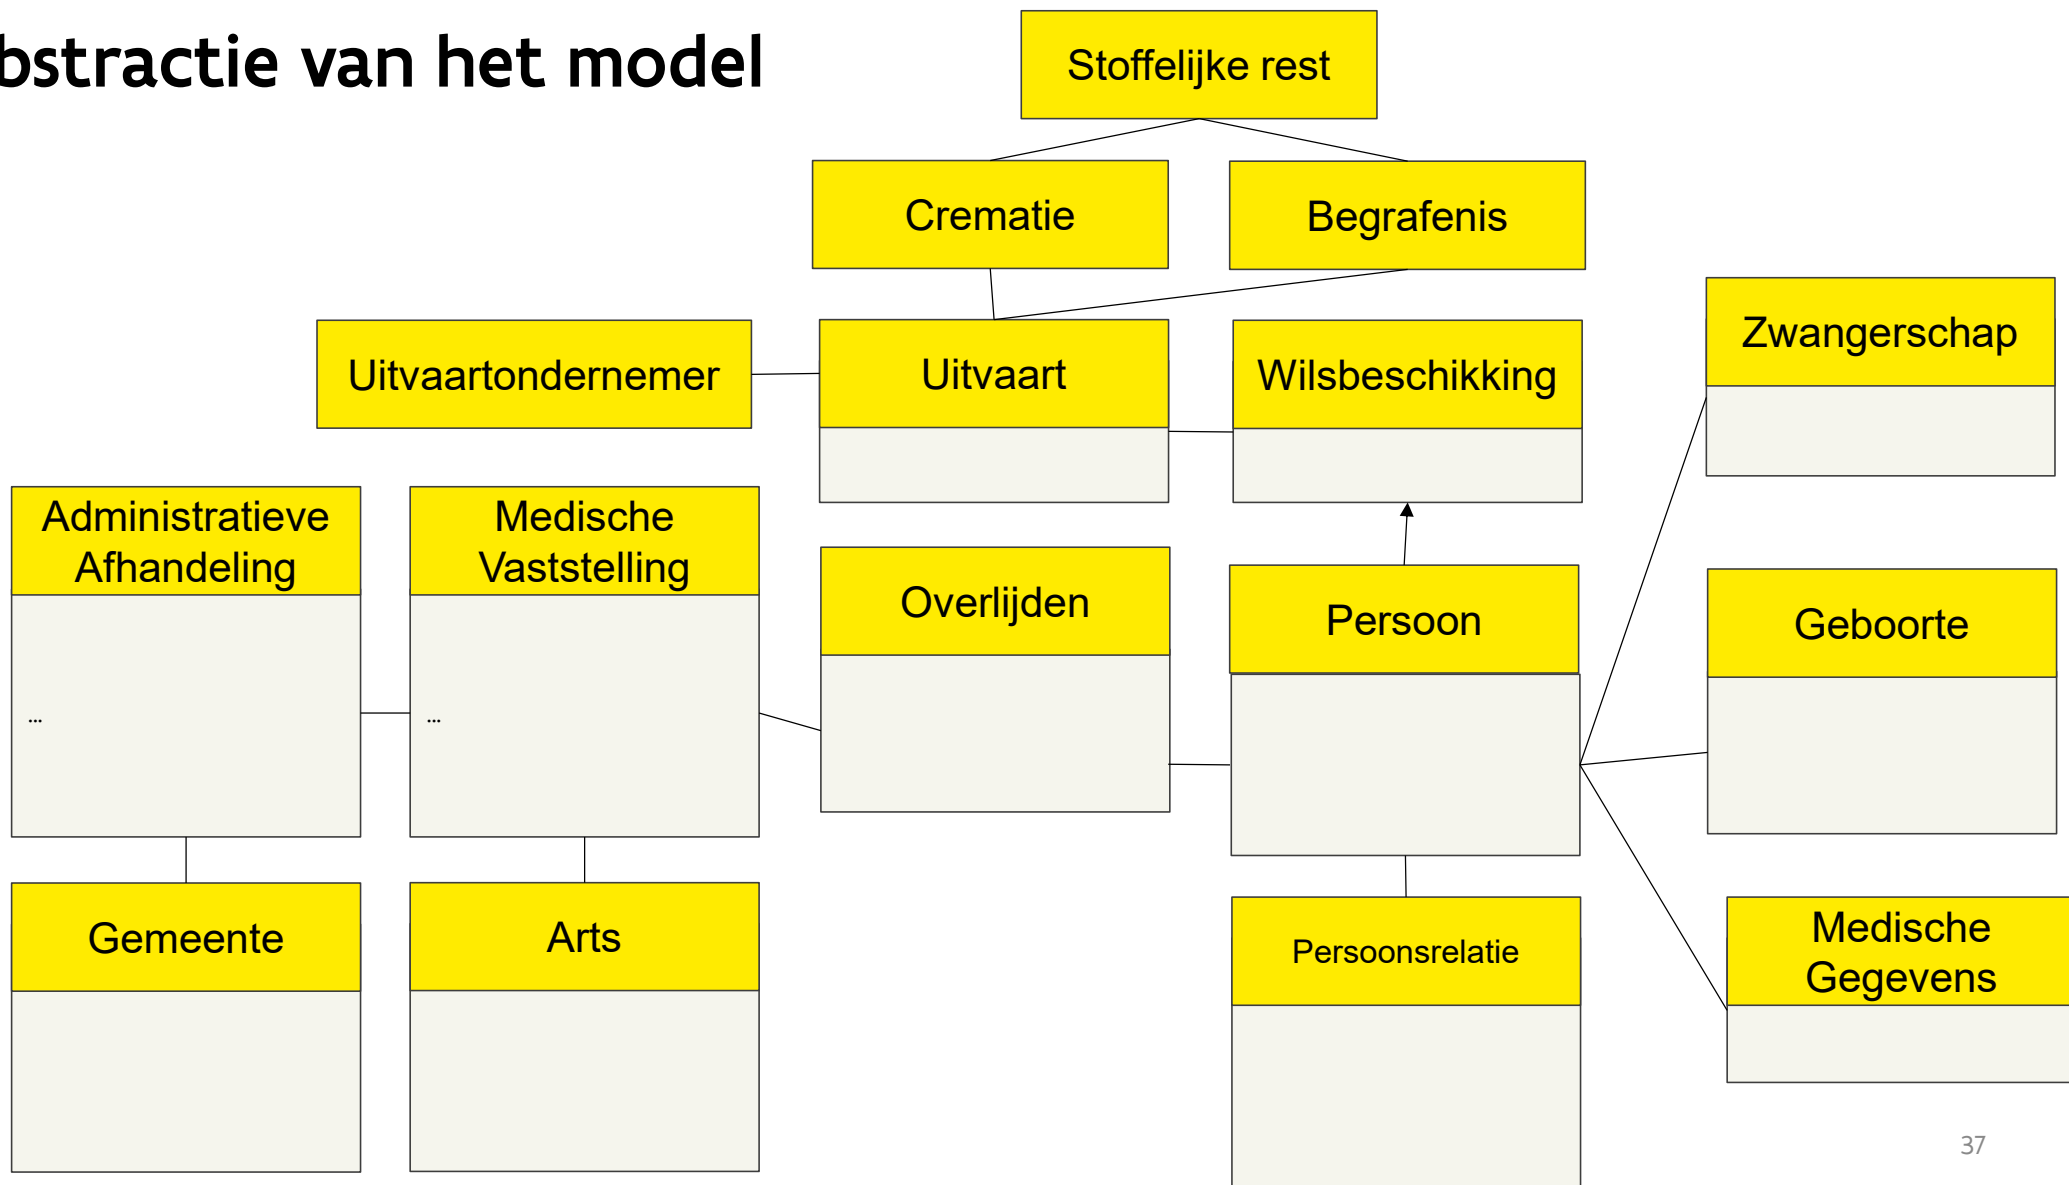 bstractie van het model
Stoffelijke rest
Crematie
Begrafenis
Uitvaartondernemer
Uitvaart
Wilsbeschikking
Zwangerschap
Administratieve
Afhandeling
...
Medische
Vaststelling
...
Overlijden
Persoon
Geboorte
Gemeente
Arts
Persoonsrelatie
Medische
Gegevens
37